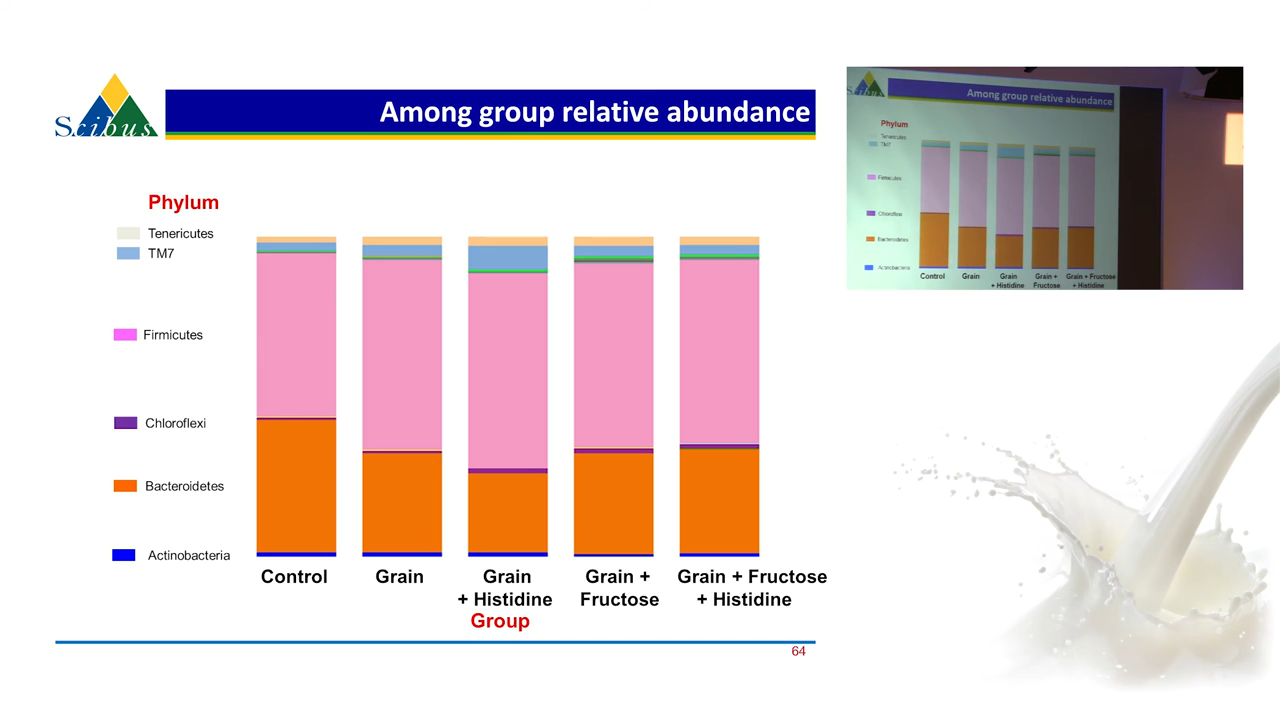 Scibus
Among group relative abundance
Phylum
Tenericutes
TM7
Firmicutes
Chloroflexi
Bacteroidetes
Actinobacteria
Control
Grain
Grain
+ Histidine
Grain +
Fructose
Grain + Fructose
+ Histidine
Group
64
Among group relative abundance
Phylum
Tenericutes
TM7
Firmicutes
Chloroflexi
Bacteroidetes
Actinobacteria
Control
Grain
Grain
+ Histidine
Grain +
Fructose
Grain + Fructose
+ Histidine